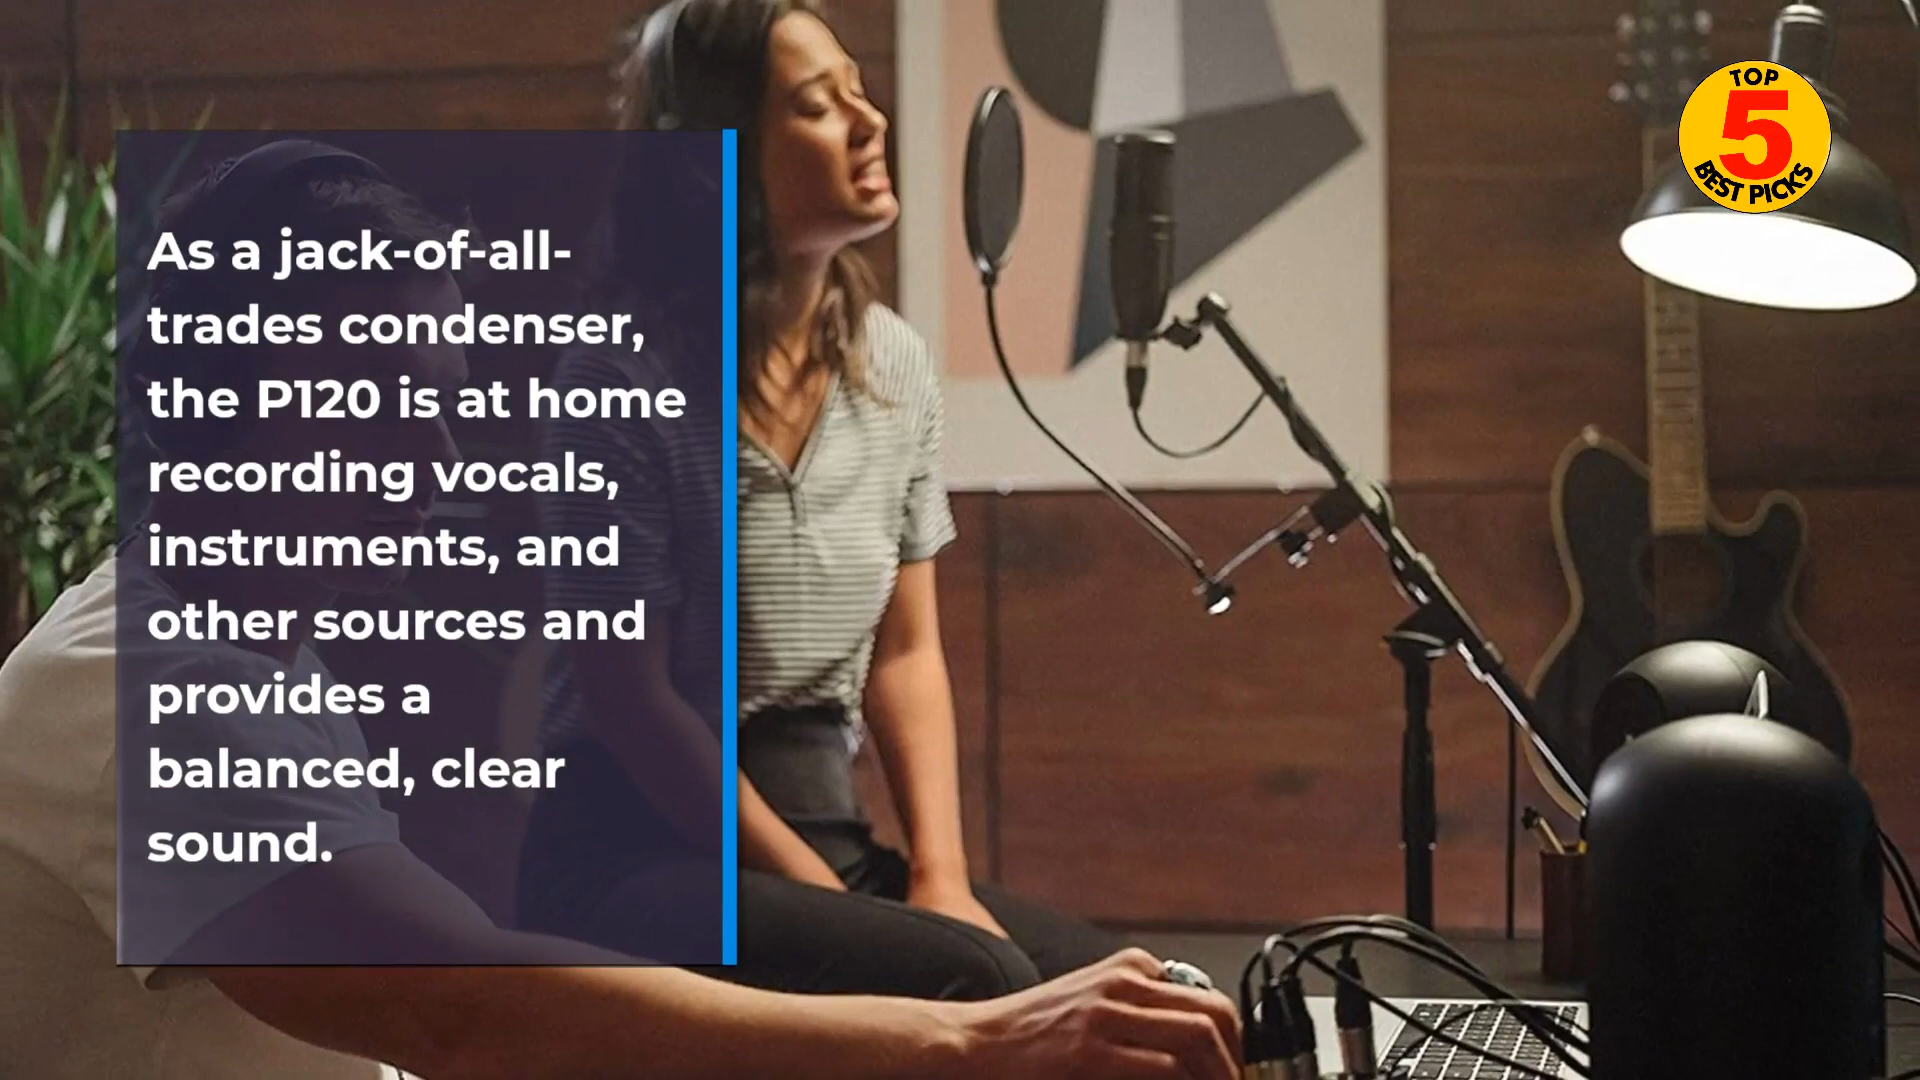 As a jack-of-all-
trades condenser,
the P120 is at home
recording vocals,
instruments, and
other sources and
provides a
balanced, clear
sound.
TOP
5
BEST PICKS